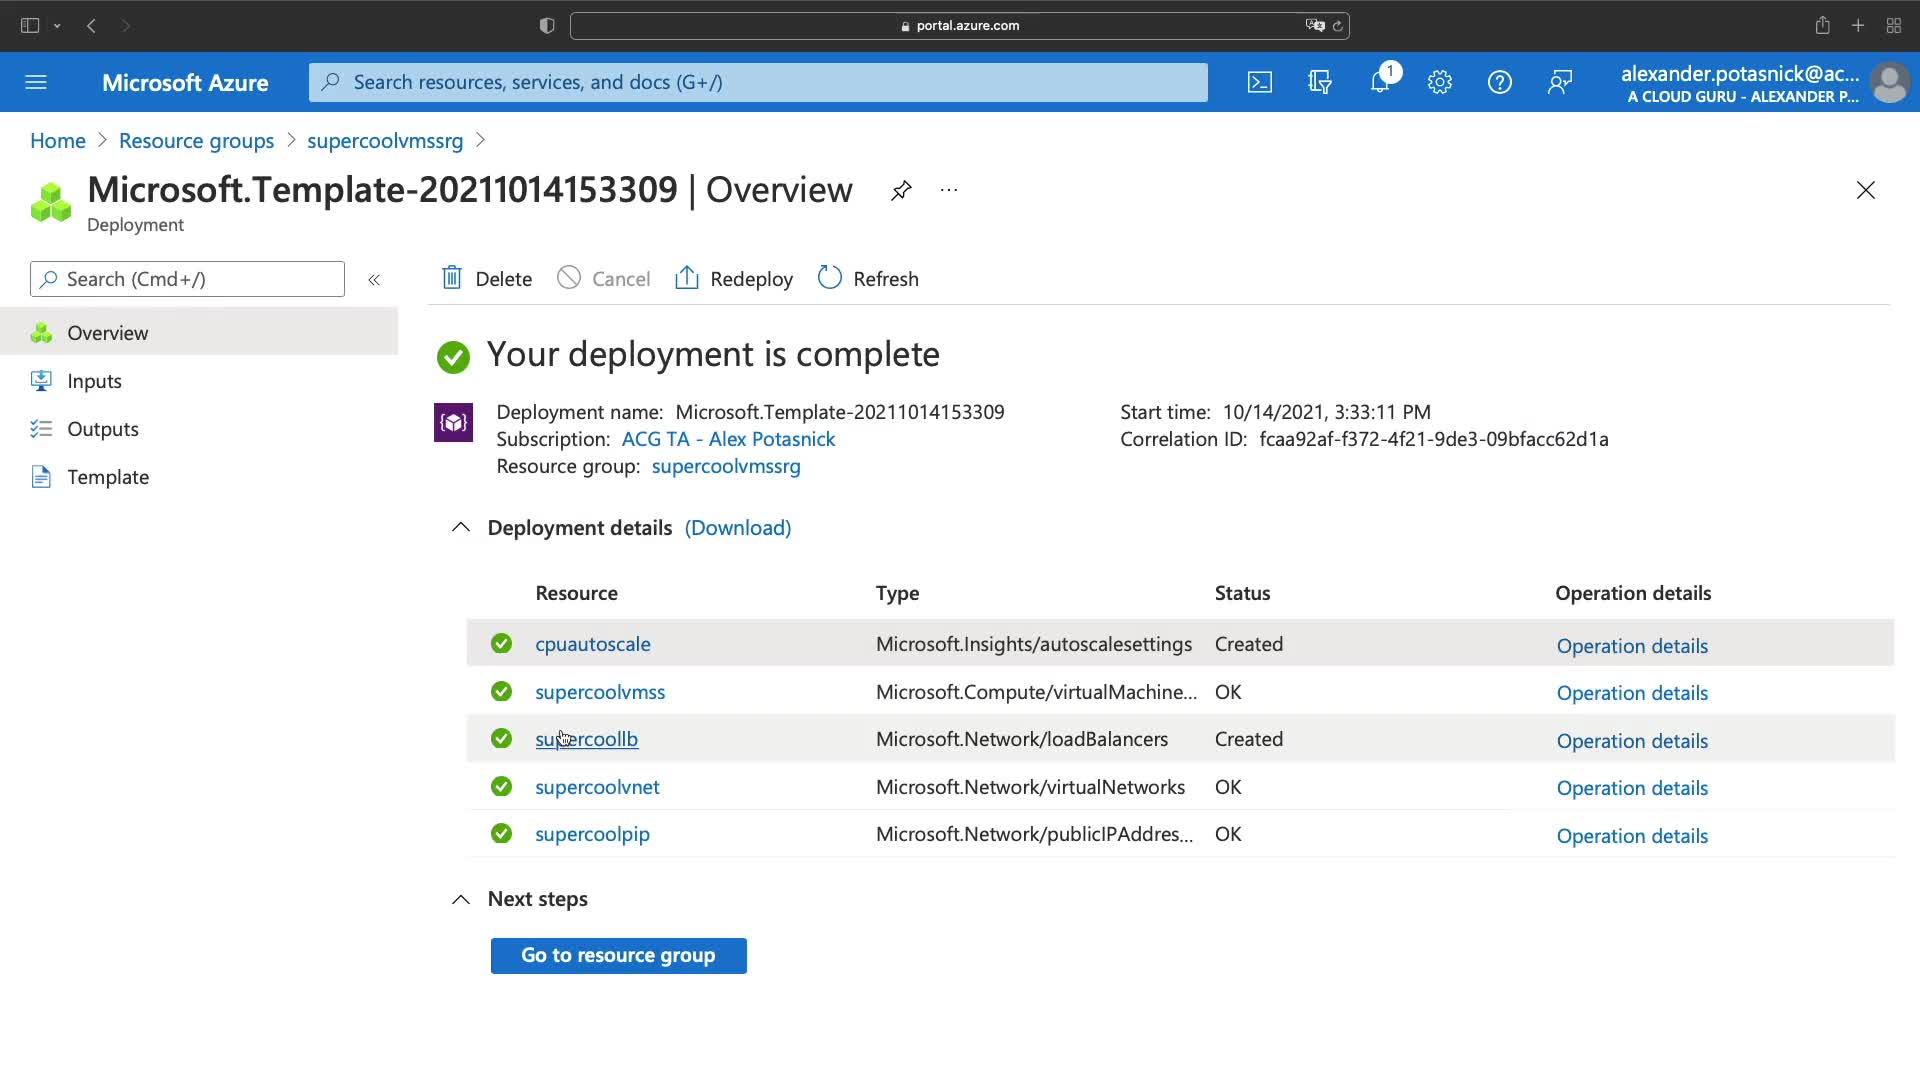 portal.azure.com
Microsoft Azure
Search resources, services, and docs (G+/)
1
alexander.potasnick@ac...
A CLOUD GURU - ALEXANDER P...
Home > Resource groups > supercoolvmssrg >
Microsoft.Template-20211014153309 | Overview
...
Deployment
Search (Cmd+/)
«
Delete
Cancel
Redeploy
Refresh
Overview
Inputs
Outputs
Template
Your deployment is complete
Deployment name: Microsoft.Template-20211014153309
Subscription: ACG TA - Alex Potasnick
Resource group: supercoolvmssrg
Start time: 10/14/2021, 3:33:11 PM
Correlation ID: fcaa92af-f372-4f21-9de3-09bfacc62d1a
Deployment details (Download)
Resource Type Status Operation details
cpuautoscale Microsoft.Insights/autoscalesettings Created Operation details
supercoolvmss Microsoft.Compute/virtualMachine... OK Operation details
supercoollb Microsoft.Network/loadBalancers Created Operation details
supercoolvnet Microsoft.Network/virtualNetworks OK Operation details
supercoolpip Microsoft.Network/publicIPAddres... OK Operation details
Next steps
Go to resource group